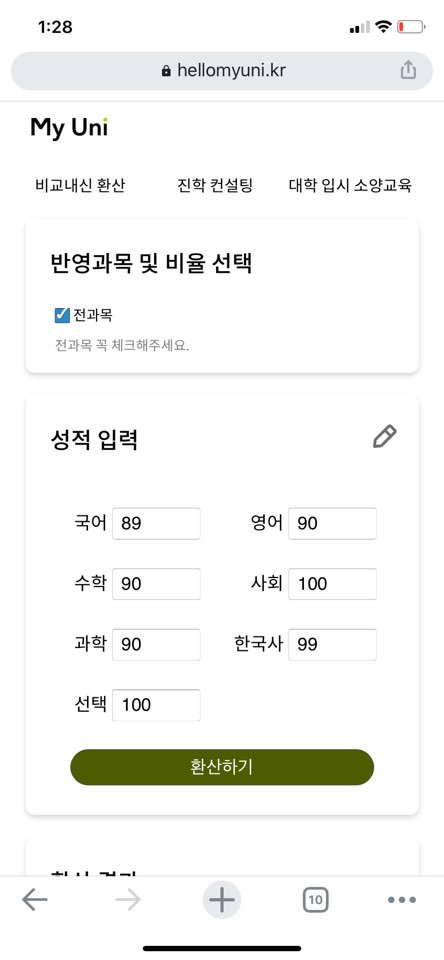 1:28
hellomyuni.kr
My Uni
비교내신 환산 진학 컨설팅 대학 입시 소양교육
반영과목 및 비율 선택
전과목
전과목 꼭 체크해주세요.
성적 입력
국어 89 영어 90
수학 90 사회 100
과학 90 한국사 99
선택 100
환산하기
10